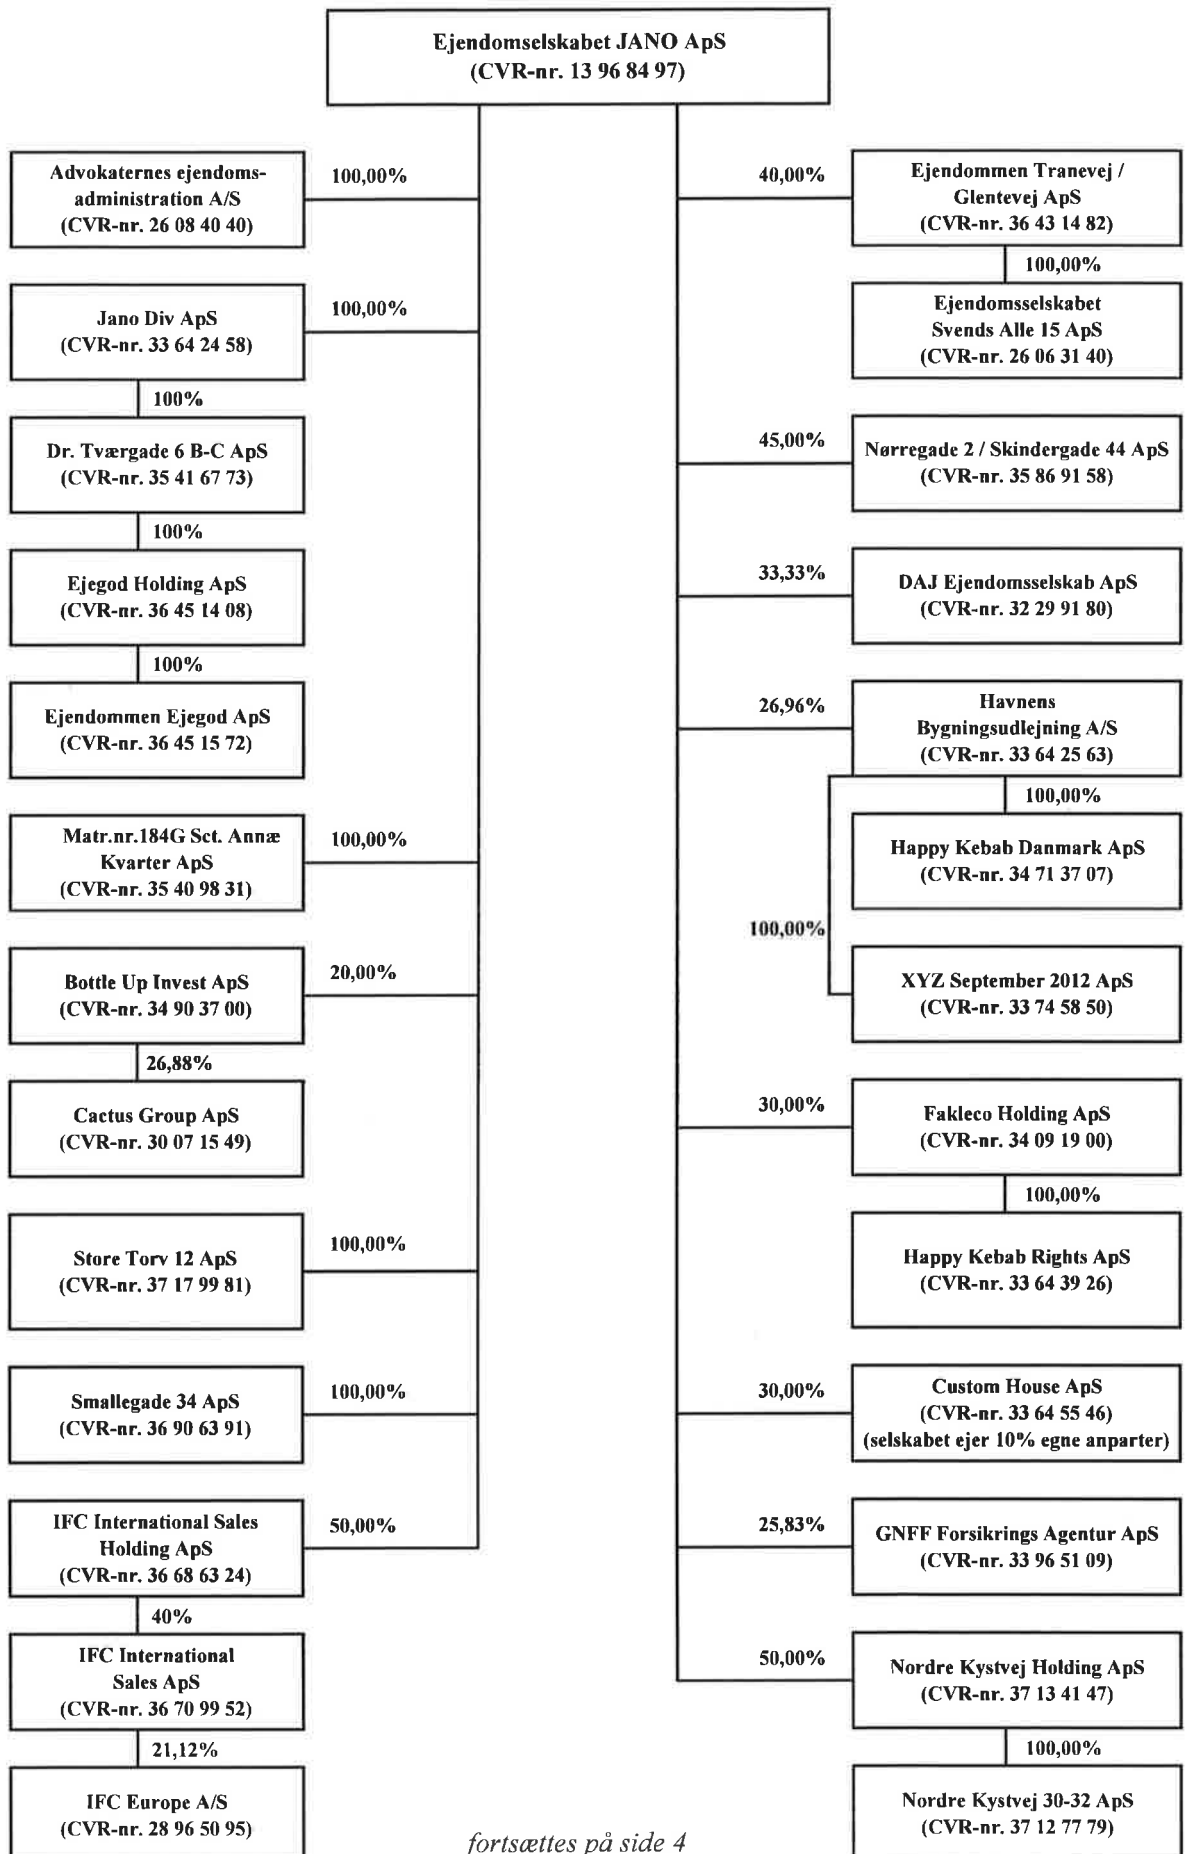 Ejendomselskabet JANO ApS
(CVR-nr. 13 96 84 97)
Advokaternes ejendoms-
administration A/S
(CVR-nr. 26 08 40 40)
100,00%
Jano Div ApS
(CVR-nr. 33 64 24 58)
100,00%
100%
Dr. Tværgade 6 B-C ApS
(CVR-nr. 35 41 67 73)
100%
Ejegod Holding ApS
(CVR-nr. 36 45 14 08)
100%
Ejendommen Ejegod ApS
(CVR-nr. 36 45 15 72)
Matr.nr.184G Sct. Annæ
Kvarter ApS
(CVR-nr. 35 40 98 31)
100,00%
Bottle Up Invest ApS
(CVR-nr. 34 90 37 00)
20,00%
26,88%
Cactus Group ApS
(CVR-nr. 30 07 15 49)
Store Torv 12 ApS
(CVR-nr. 37 17 99 81)
100,00%
Smallegade 34 ApS
(CVR-nr. 36 90 63 91)
100,00%
IFC International Sales
Holding ApS
(CVR-nr. 36 68 63 24)
50,00%
40%
IFC International
Sales ApS
(CVR-nr. 36 70 99 52)
21,12%
IFC Europe A/S
(CVR-nr. 28 96 50 95)
40,00%
Ejendommen Tranevej /
Glentevej ApS
(CVR-nr. 36 43 14 82)
100,00%
Ejendomsselskabet
Svends Alle 15 ApS
(CVR-nr. 26 06 31 40)
45,00%
Nørregade 2 / Skindergade 44 ApS
(CVR-nr. 35 86 91 58)
33,33%
DAJ Ejendomsselskab ApS
(CVR-nr. 32 29 91 80)
26,96%
Havnens
Bygningsudlejning A/S
(CVR-nr. 33 64 25 63)
100,00%
Happy Kebab Danmark ApS
(CVR-nr. 34 71 37 07)
100,00%
XYZ September 2012 ApS
(CVR-nr. 33 74 58 50)
30,00%
Fakleco Holding ApS
(CVR-nr. 34 09 19 00)
100,00%
Happy Kebab Rights ApS
(CVR-nr. 33 64 39 26)
30,00%
Custom House ApS
(CVR-nr. 33 64 55 46)
(selskabet ejer 10% egne anparter)
25,83%
GNFF Forsikrings Agentur ApS
(CVR-nr. 33 96 51 09)
50,00%
Nordre Kystvej Holding ApS
(CVR-nr. 37 13 41 47)
100,00%
Nordre Kystvej 30-32 ApS
(CVR-nr. 37 12 77 79)
fortsættes på side 4